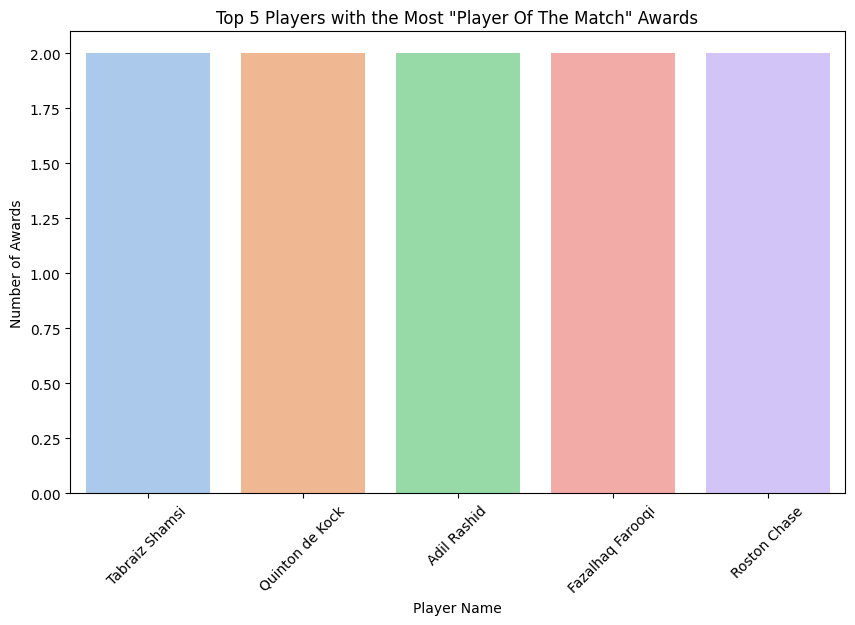 Top 5 Players with the Most "Player Of The Match" Awards
Number of Awards
2.00
1.75
1.50
1.25
1.00
0.75
0.50
0.25
0.00
Tabraiz Shamsi
Quinton de Kock
Adil Rashid
Fazalhaq Farooqi
Roston Chase
Player Name